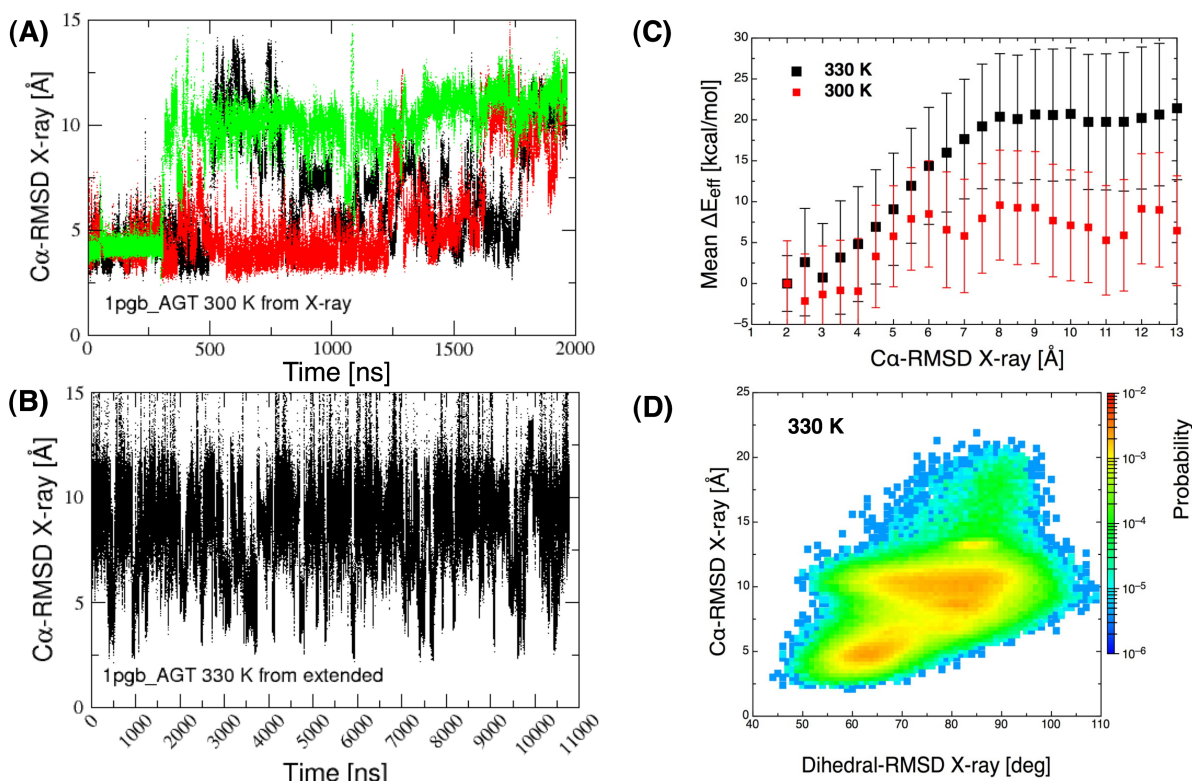 (A)
15
10
5
0
Cα-RMSD X-ray [Å]
1pgb_AGT 300 K from X-ray
0 500 1000 1500 2000
Time [ns]
(B)
15
10
5
0
Cα-RMSD X-ray [Å]
1pgb_AGT 330 K from extended
0 1000 2000 3000 4000 5000 6000 7000 8000 9000 10000 11000
Time [ns]
(C)
30
25
20
15
10
5
0
−5
Mean ΔEeff [kcal/mol]
330 K
300 K
1 2 3 4 5 6 7 8 9 10 11 12 13
Cα-RMSD X-ray [Å]
(D)
25
20
15
10
5
0
Cα-RMSD X-ray [Å]
330 K
40 50 60 70 80 90 100 110
Dihedral-RMSD X-ray [deg]
10−2
10−3
10−4
10−5
10−6
Probability